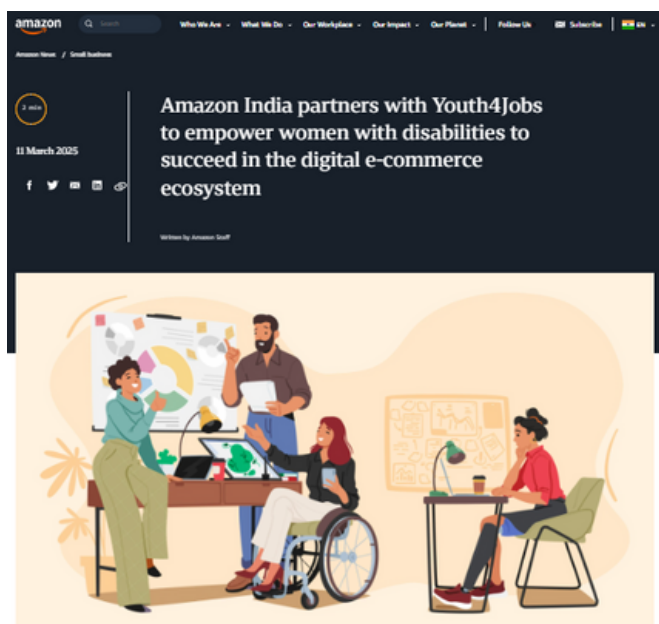 amazon
Search
Who We Are
What We Do
Our Workplace
Our Impact
Our Planet
Follow Us
Subscribe
EN
Amazon News / Small business
2 min
11 March 2025
Amazon India partners with Youth4Jobs
to empower women with disabilities to
succeed in the digital e-commerce
ecosystem
Written by Amazon Staff